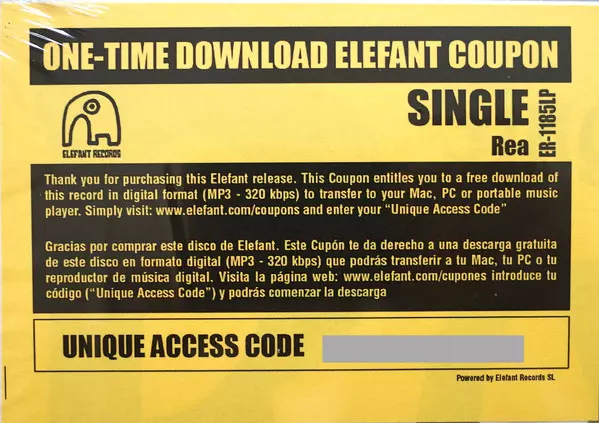 ONE-TIME DOWNLOAD ELEFANT COUPON
ELEFANT RECORDS
SINGLE
Rea
ER-1185LP
Thank you for purchasing this Elefant release. This Coupon entitles you to a free download of
this record in digital format (MP3 - 320 kbps) to transfer to your Mac, PC or portable music
player. Simply visit: www.elefant.com/coupons and enter your “Unique Access Code”
Gracias por comprar este disco de Elefant. Este Cupón te da derecho a una descarga gratuita
de este disco en formato digital (MP3 - 320 kbps) que podrás transferir a tu Mac, tu PC o tu
reproductor de música digital. Visita la página web: www.elefant.com/cupones introduce tu
código (“Unique Access Code”) y podrás comenzar la descarga
UNIQUE ACCESS CODE
Powered by Elefant Records SL